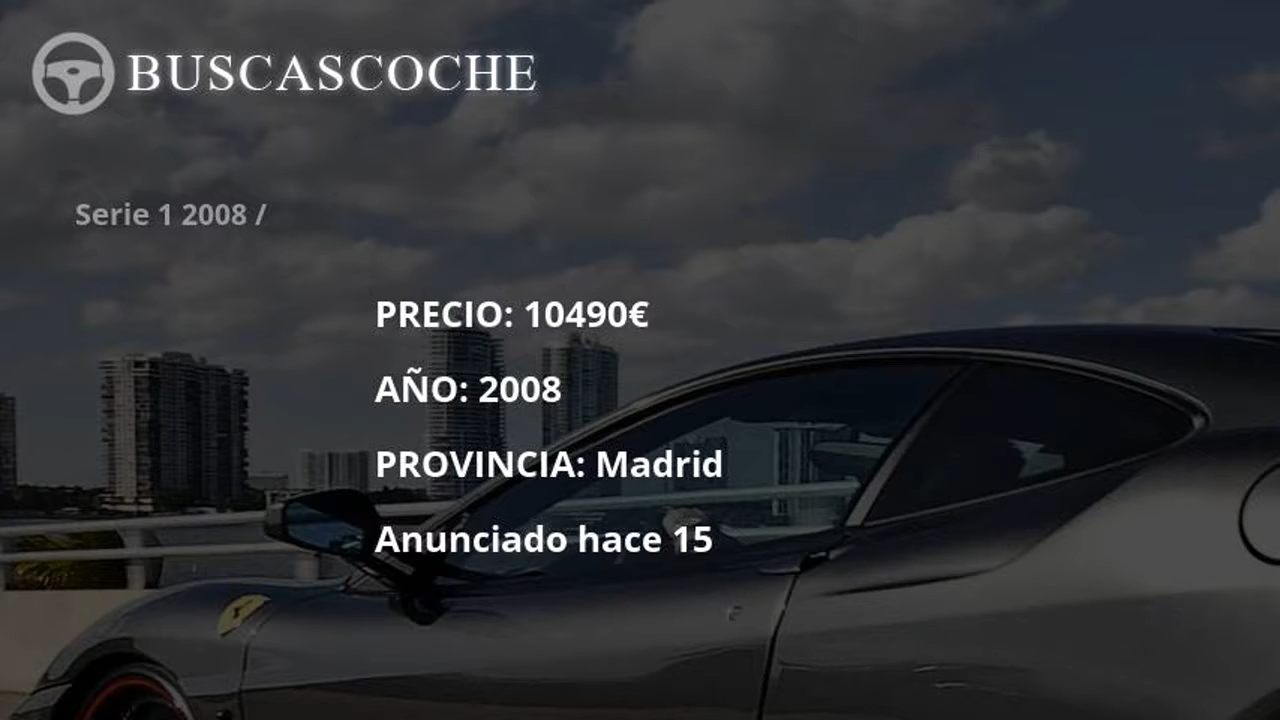 BUSCASCOCHE
Serie 1 2008 /
PRECIO: 10490€
AÑO: 2008
PROVINCIA: Madrid
Anunciado hace 15